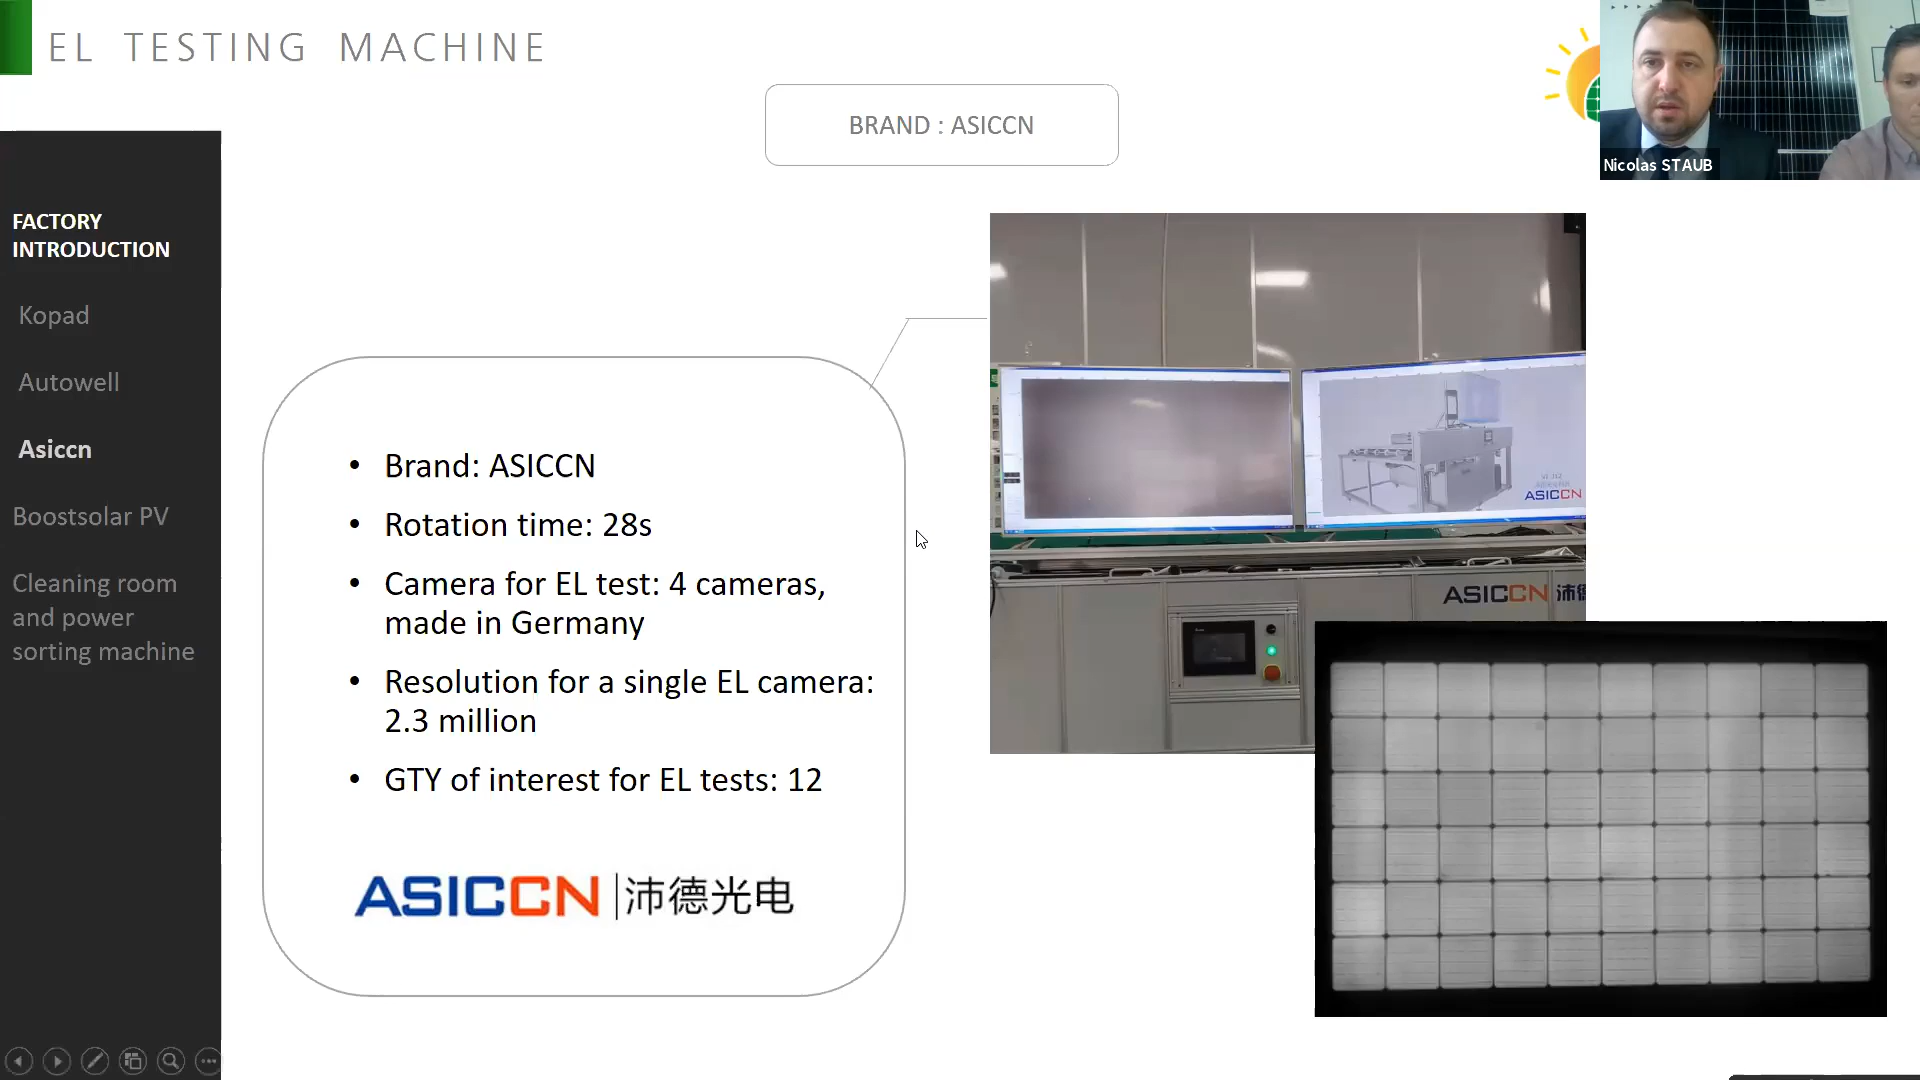 EL TESTING MACHINE
BRAND : ASICCN
Nicolas STAUB
FACTORY
INTRODUCTION
Kopad
Autowell
Asiccn
Boostsolar PV
Cleaning room
and power
sorting machine
• Brand: ASICCN
• Rotation time: 28s
• Camera for EL test: 4 cameras,
made in Germany
• Resolution for a single EL camera:
2.3 million
• GTY of interest for EL tests: 12
ASICCN | 沛德光电
ASICCN
ASICCN 沛德